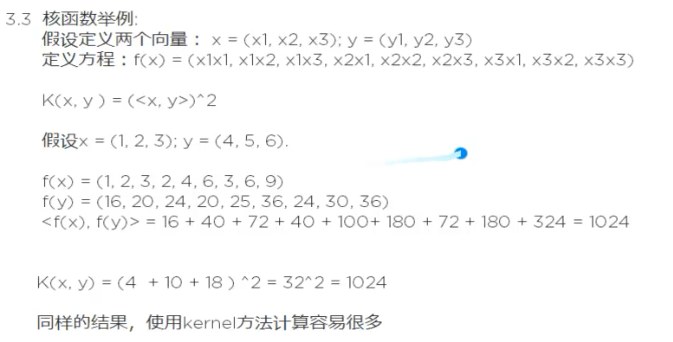 3.3 核函数举例:
假设定义两个向量： x = (x1, x2, x3); y = (y1, y2, y3)
定义方程：f(x) = (x1x1, x1x2, x1x3, x2x1, x2x2, x2x3, x3x1, x3x2, x3x3)
K(x, y ) = (<x, y>)^2
假设x = (1, 2, 3); y = (4, 5, 6).
f(x) = (1, 2, 3, 2, 4, 6, 3, 6, 9)
f(y) = (16, 20, 24, 20, 25, 36, 24, 30, 36)
<f(x), f(y)> = 16 + 40 + 72 + 40 + 100+ 180 + 72 + 180 + 324 = 1024
K(x, y) = (4 + 10 + 18 ) ^2 = 32^2 = 1024
同样的结果，使用kernel方法计算容易很多